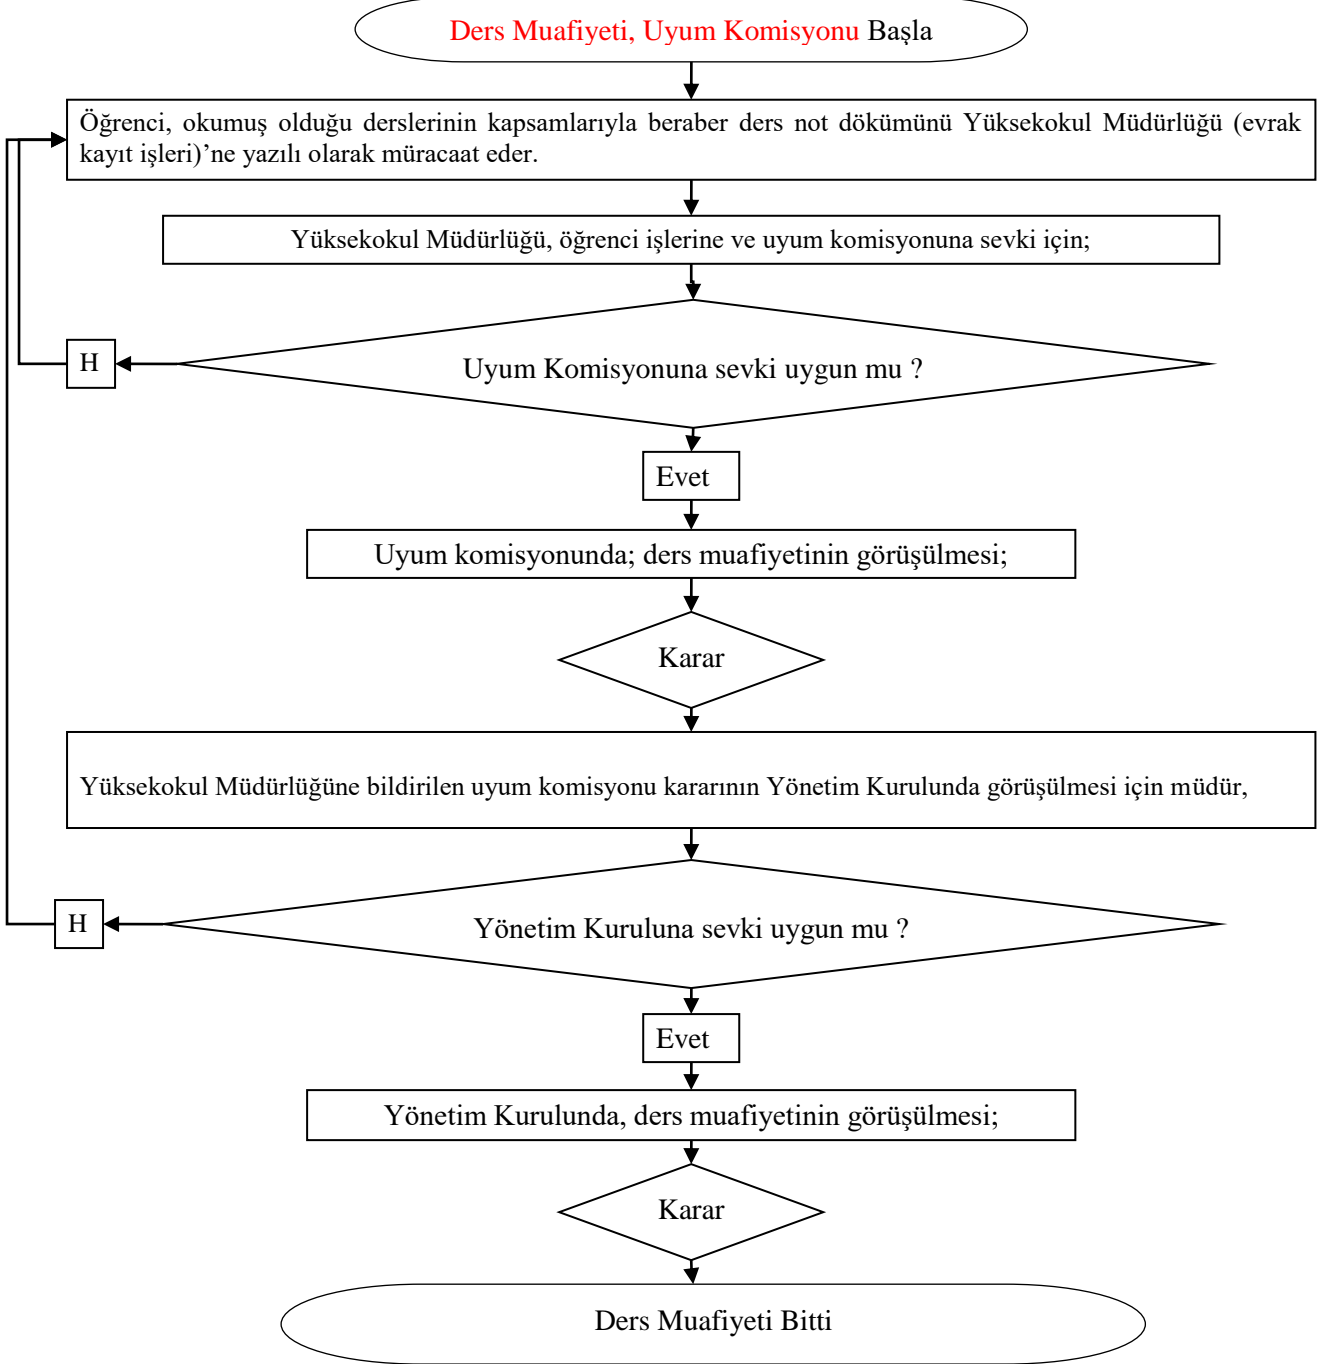 Ders Muafiyeti, Uyum Komisyonu Başla
Öğrenci, okumuş olduğu derslerinin kapsamlarıyla beraber ders not dökümünü Yüksekokul Müdürlüğü (evrak
kayıt işleri)’ne yazılı olarak müracaat eder.
Yüksekokul Müdürlüğü, öğrenci işlerine ve uyum komisyonuna sevki için;
H
Uyum Komisyonuna sevki uygun mu ?
Evet
Uyum komisyonunda; ders muafiyetinin görüşülmesi;
Karar
Yüksekokul Müdürlüğüne bildirilen uyum komisyonu kararının Yönetim Kurulunda görüşülmesi için müdür,
H
Yönetim Kuruluna sevki uygun mu ?
Evet
Yönetim Kurulunda, ders muafiyetinin görüşülmesi;
Karar
Ders Muafiyeti Bitti